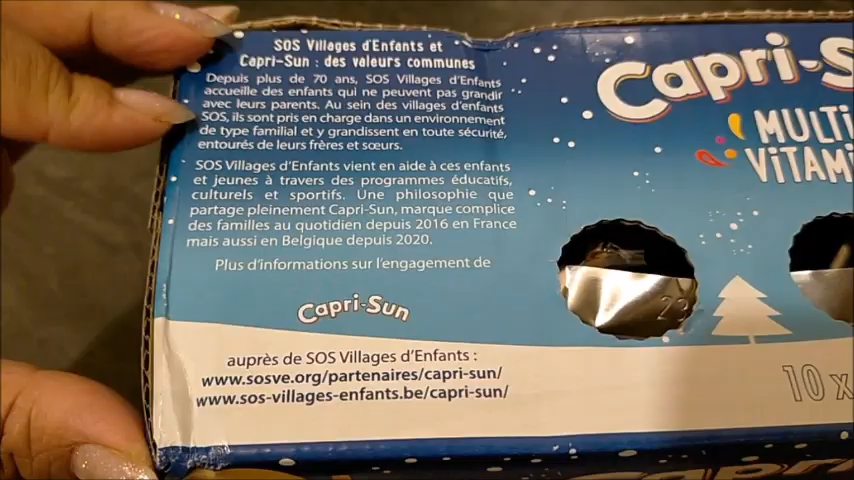 SOS Villages d'Enfants et
Capri-Sun : des valeurs communes
Depuis plus de 70 ans, SOS Villages d'Enfants
accueille des enfants qui ne peuvent pas grandir
avec leurs parents. Au sein des villages d'enfants
SOS, ils sont pris en charge dans un environnement
de type familial et y grandissent en toute sécurité,
entourés de leurs frères et sœurs.
SOS Villages d'Enfants vient en aide à ces enfants
et jeunes à travers des programmes éducatifs,
culturels et sportifs. Une philosophie que
partage pleinement Capri-Sun, marque complice
des familles au quotidien depuis 2016 en France
mais aussi en Belgique depuis 2020.
Plus d'informations sur l'engagement de
Capri-Sun
auprès de SOS Villages d'Enfants :
www.sosve.org/partenaires/capri-sun/
www.sos-villages-enfants.be/capri-sun/
Capri-S
MULTI
VITAMI
10 x
Capri-